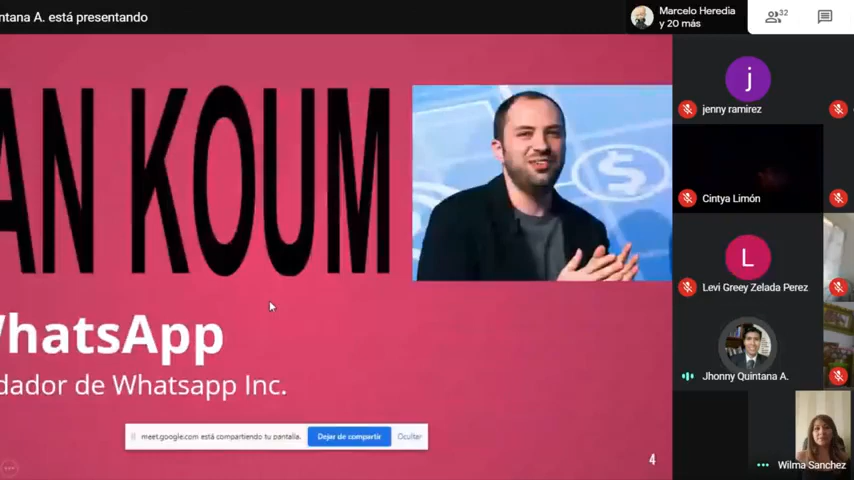 ntana A. está presentando
Marcelo Heredia
y 20 más
32
AN KOUM
WhatsApp
dador de Whatsapp Inc.
meet.google.com está compartiendo tu pantalla.
Dejar de compartir
Ocultar
4
j
jenny ramirez
Cintya Limón
L
Levi Greey Zelada Perez
Jhonny Quintana A.
Wilma Sanchez